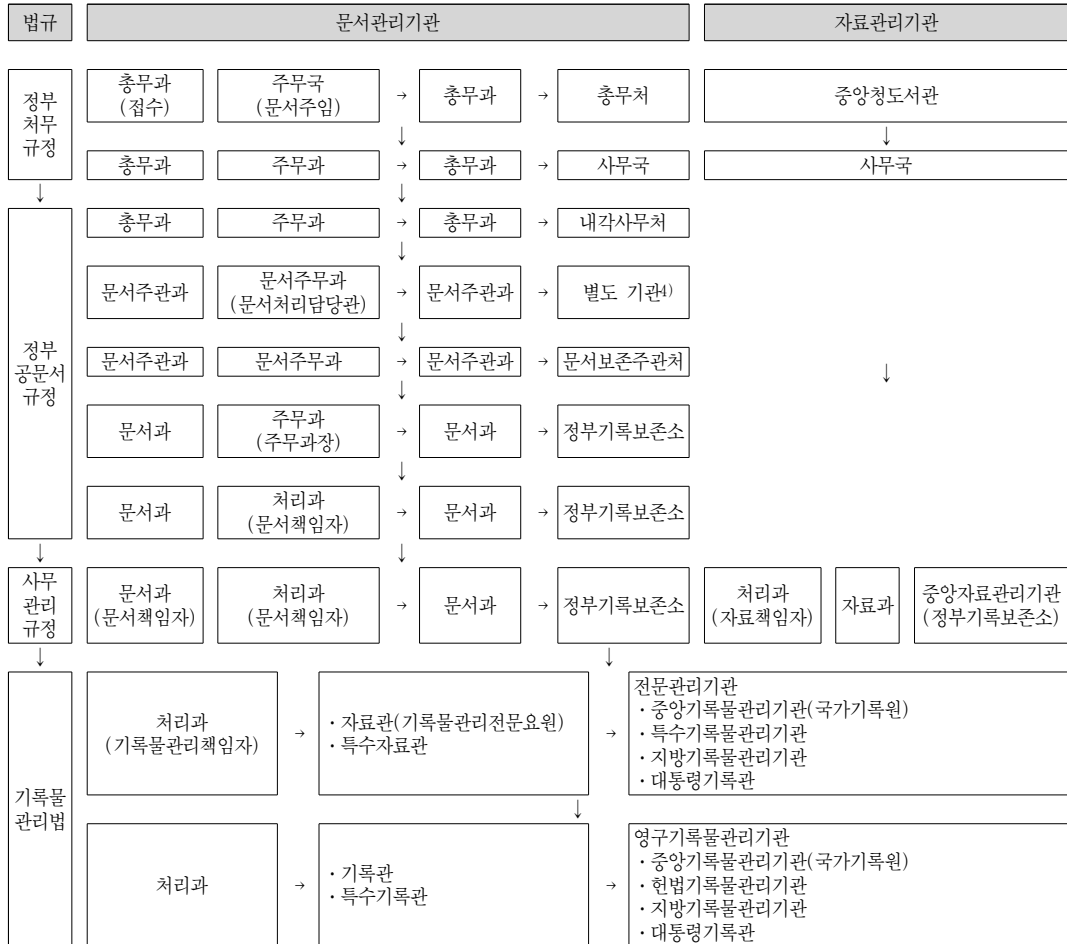 법규 문서관리기관 자료관리기관
정부
처무
규정
총무과
(접수)
주무국
(문서주임)
→
총무과
→
총무처
중앙청도서관
↓
↓
총무과
주무과
→
총무과
→
사무국
사무국
↓
↓
정부
공문서
규정
총무과
주무과
→
총무과
→
내각사무처
↓
문서주관과
문서주무과
(문서처리담당관)
→
문서주관과
→
별도 기관4)
↓
문서주관과
문서주무과
→
문서주관과
→
문서보존주관처
↓
↓
문서과
주무과
(주무과장)
→
문서과
→
정부기록보존소
↓
문서과
처리과
(문서책임자)
→
문서과
→
정부기록보존소
↓
↓
사무
관리
규정
문서과
(문서책임자)
처리과
(문서책임자)
→
문서과
→
정부기록보존소
처리과
(자료책임자)
자료과
중앙자료관리기관
(정부기록보존소)
↓
↓
기록물
관리법
처리과
(기록물관리책임자)
→
· 자료관(기록물관리전문요원)
· 특수자료관
→
전문관리기관
· 중앙기록물관리기관(국가기록원)
· 특수기록물관리기관
· 지방기록물관리기관
· 대통령기록관
↓
처리과
→
· 기록관
· 특수기록관
→
영구기록물관리기관
· 중앙기록물관리기관(국가기록원)
· 헌법기록물관리기관
· 지방기록물관리기관
· 대통령기록관